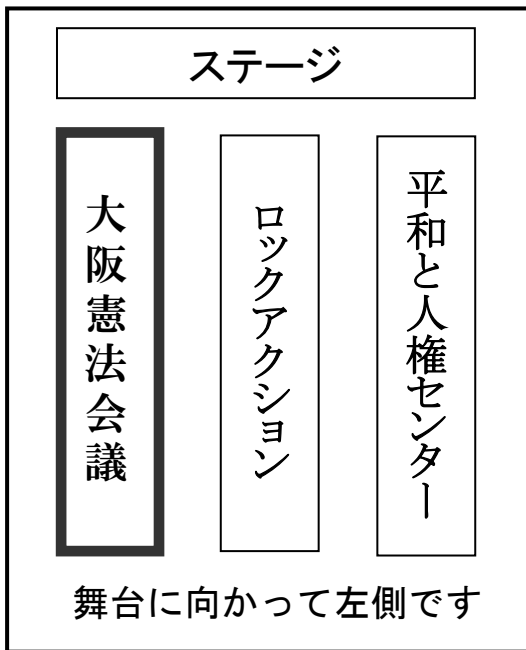 ステージ
大阪憲法会議
ロックアクション
平和と人権センター
舞台に向かって左側です